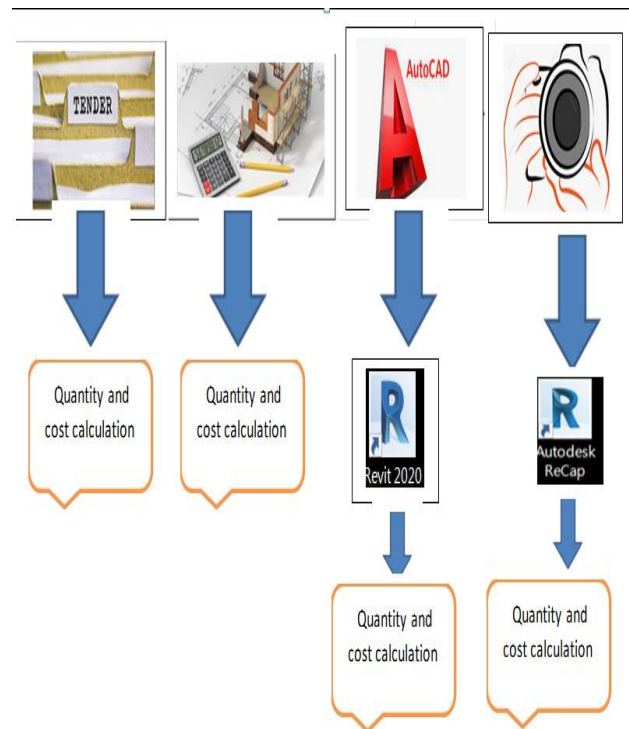 TENDER
AutoCAD
Quantity and
cost calculation
Quantity and
cost calculation
Revit 2020
Autodesk
ReCap
Quantity and
cost calculation
Quantity and
cost calculation